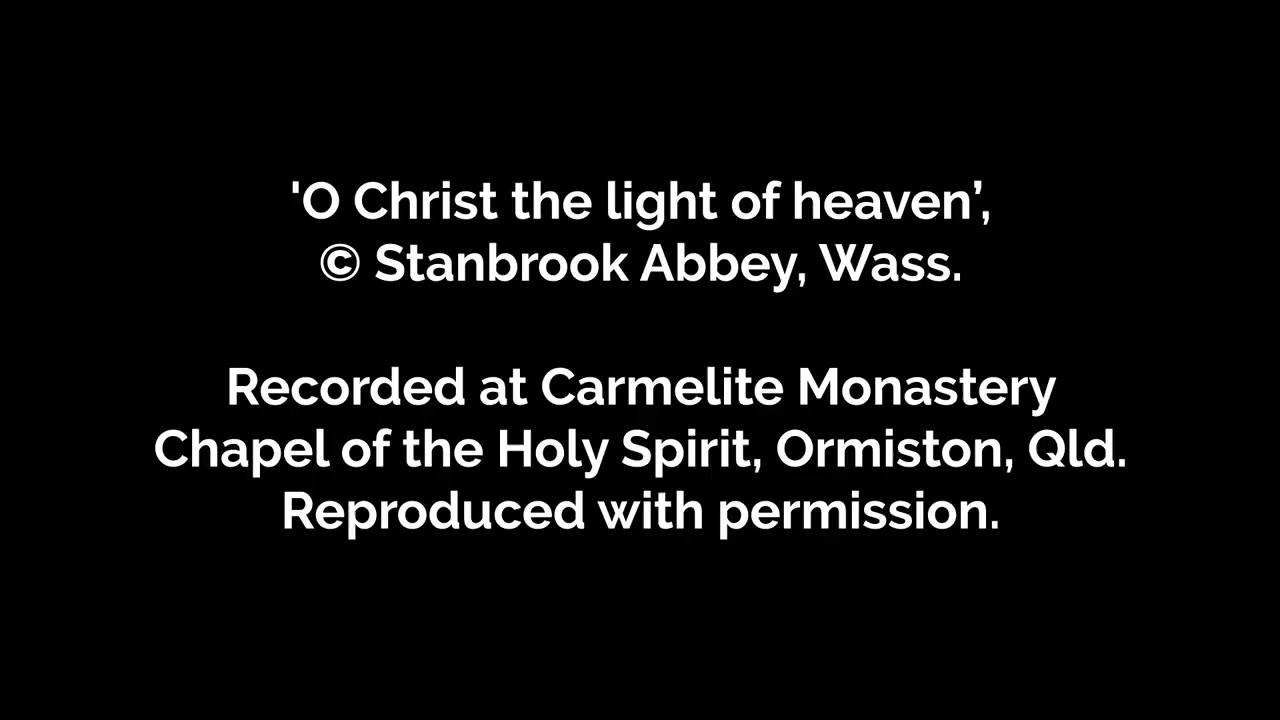 'O Christ the light of heaven’,
© Stanbrook Abbey, Wass.
Recorded at Carmelite Monastery
Chapel of the Holy Spirit, Ormiston, Qld.
Reproduced with permission.